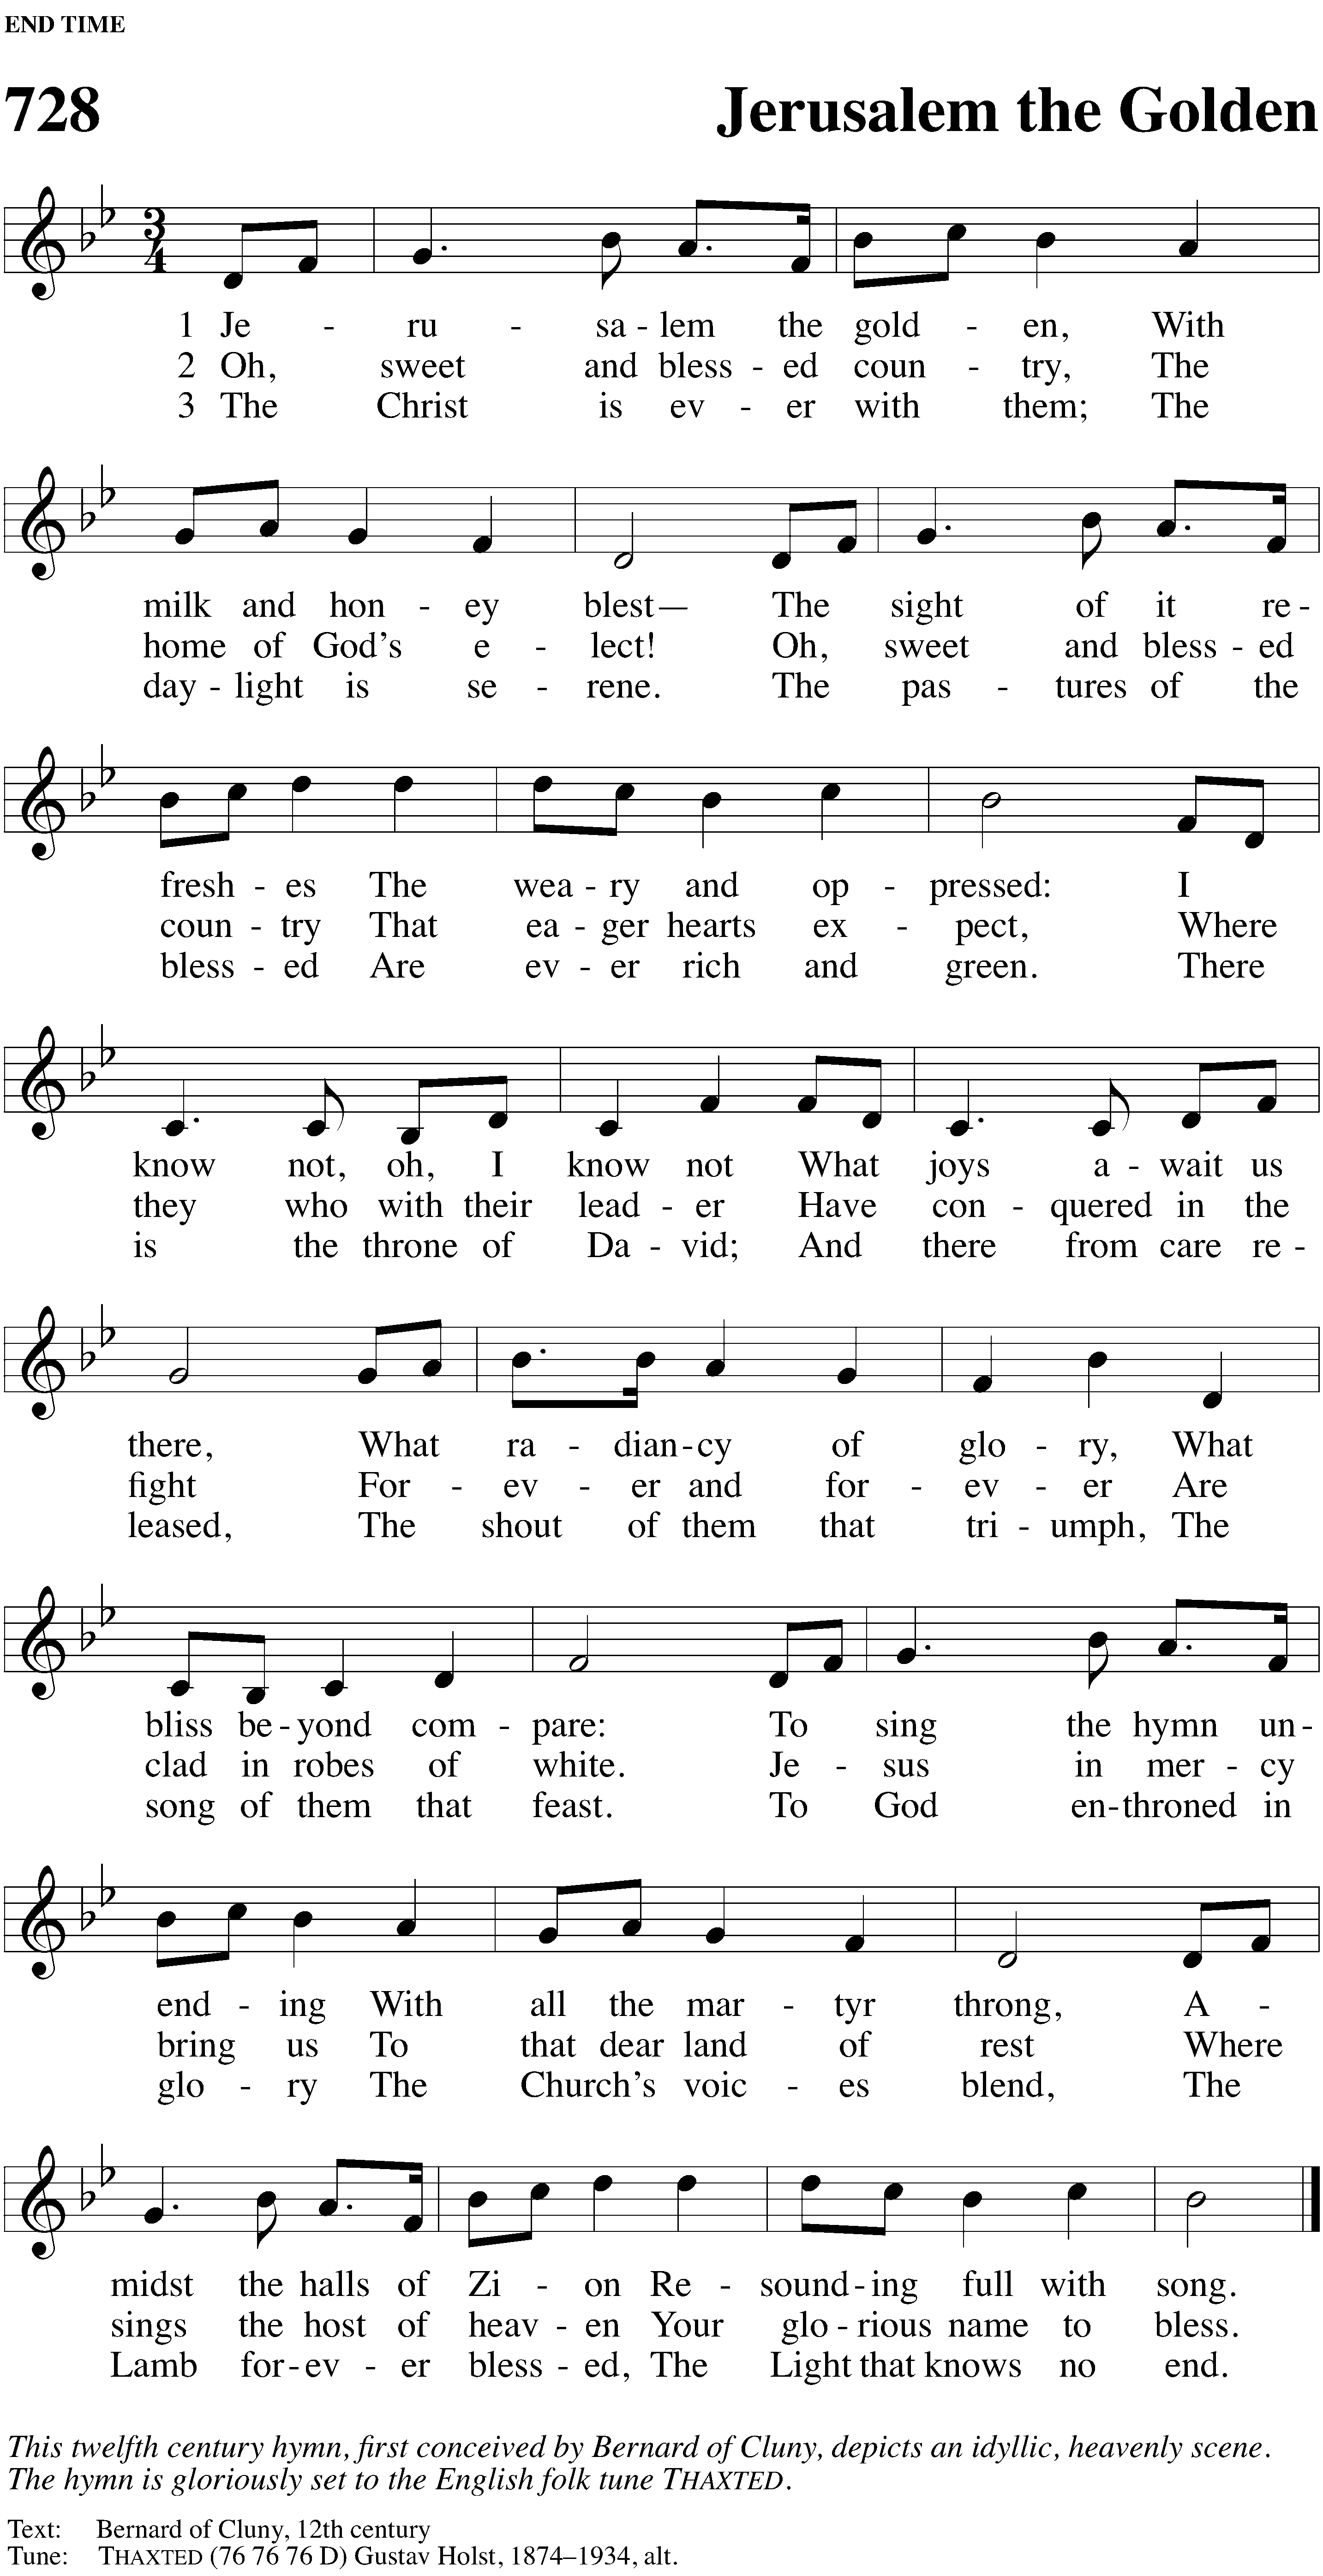 END TIME
728 Jerusalem the Golden
3
4
1 Je - ru - sa - lem the gold - en, With
2 Oh, sweet and bless - ed coun - try, The
3 The Christ is ev - er with them; The
milk and hon - ey blest— The sight of it re -
home of God's e - lect! Oh, sweet and bless - ed
day - light is se - rene. The pas - tures of the
fresh - es The wea - ry and op - pressed: I
coun - try That ea - ger hearts ex - pect, Where
bless - ed Are ev - er rich and green. There
know not, oh, I know not What joys a - wait us
they who with their lead - er Have con - quered in the
is the throne of Da - vid; And there from care re -
there, What ra - dian - cy of glo - ry, What
fight For - ev - er and for - ev - er Are
leased, The shout of them that tri - umph, The
bliss be - yond com - pare: To sing the hymn un -
clad in robes of white. Je - sus in mer - cy
song of them that feast. To God en - throned in
end - ing With all the mar - tyr throng, A -
bring us To that dear land of rest Where
glo - ry The Church's voic - es blend, The
midst the halls of Zi - on Re - sound - ing full with song.
sings the host of heav - en Your glo - rious name to bless.
Lamb for - ev - er bless - ed, The Light that knows no end.
This twelfth century hymn, first conceived by Bernard of Cluny, depicts an idyllic, heavenly scene.
The hymn is gloriously set to the English folk tune THAXTED.
Text: Bernard of Cluny, 12th century
Tune: THAXTED (76 76 76 D) Gustav Holst, 1874–1934, alt.